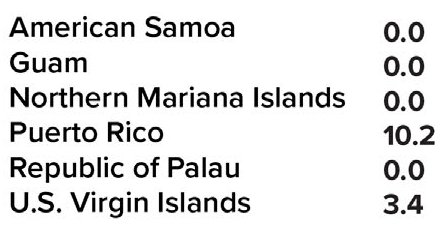 American Samoa 0.0
Guam 0.0
Northern Mariana Islands 0.0
Puerto Rico 10.2
Republic of Palau 0.0
U.S. Virgin Islands 3.4